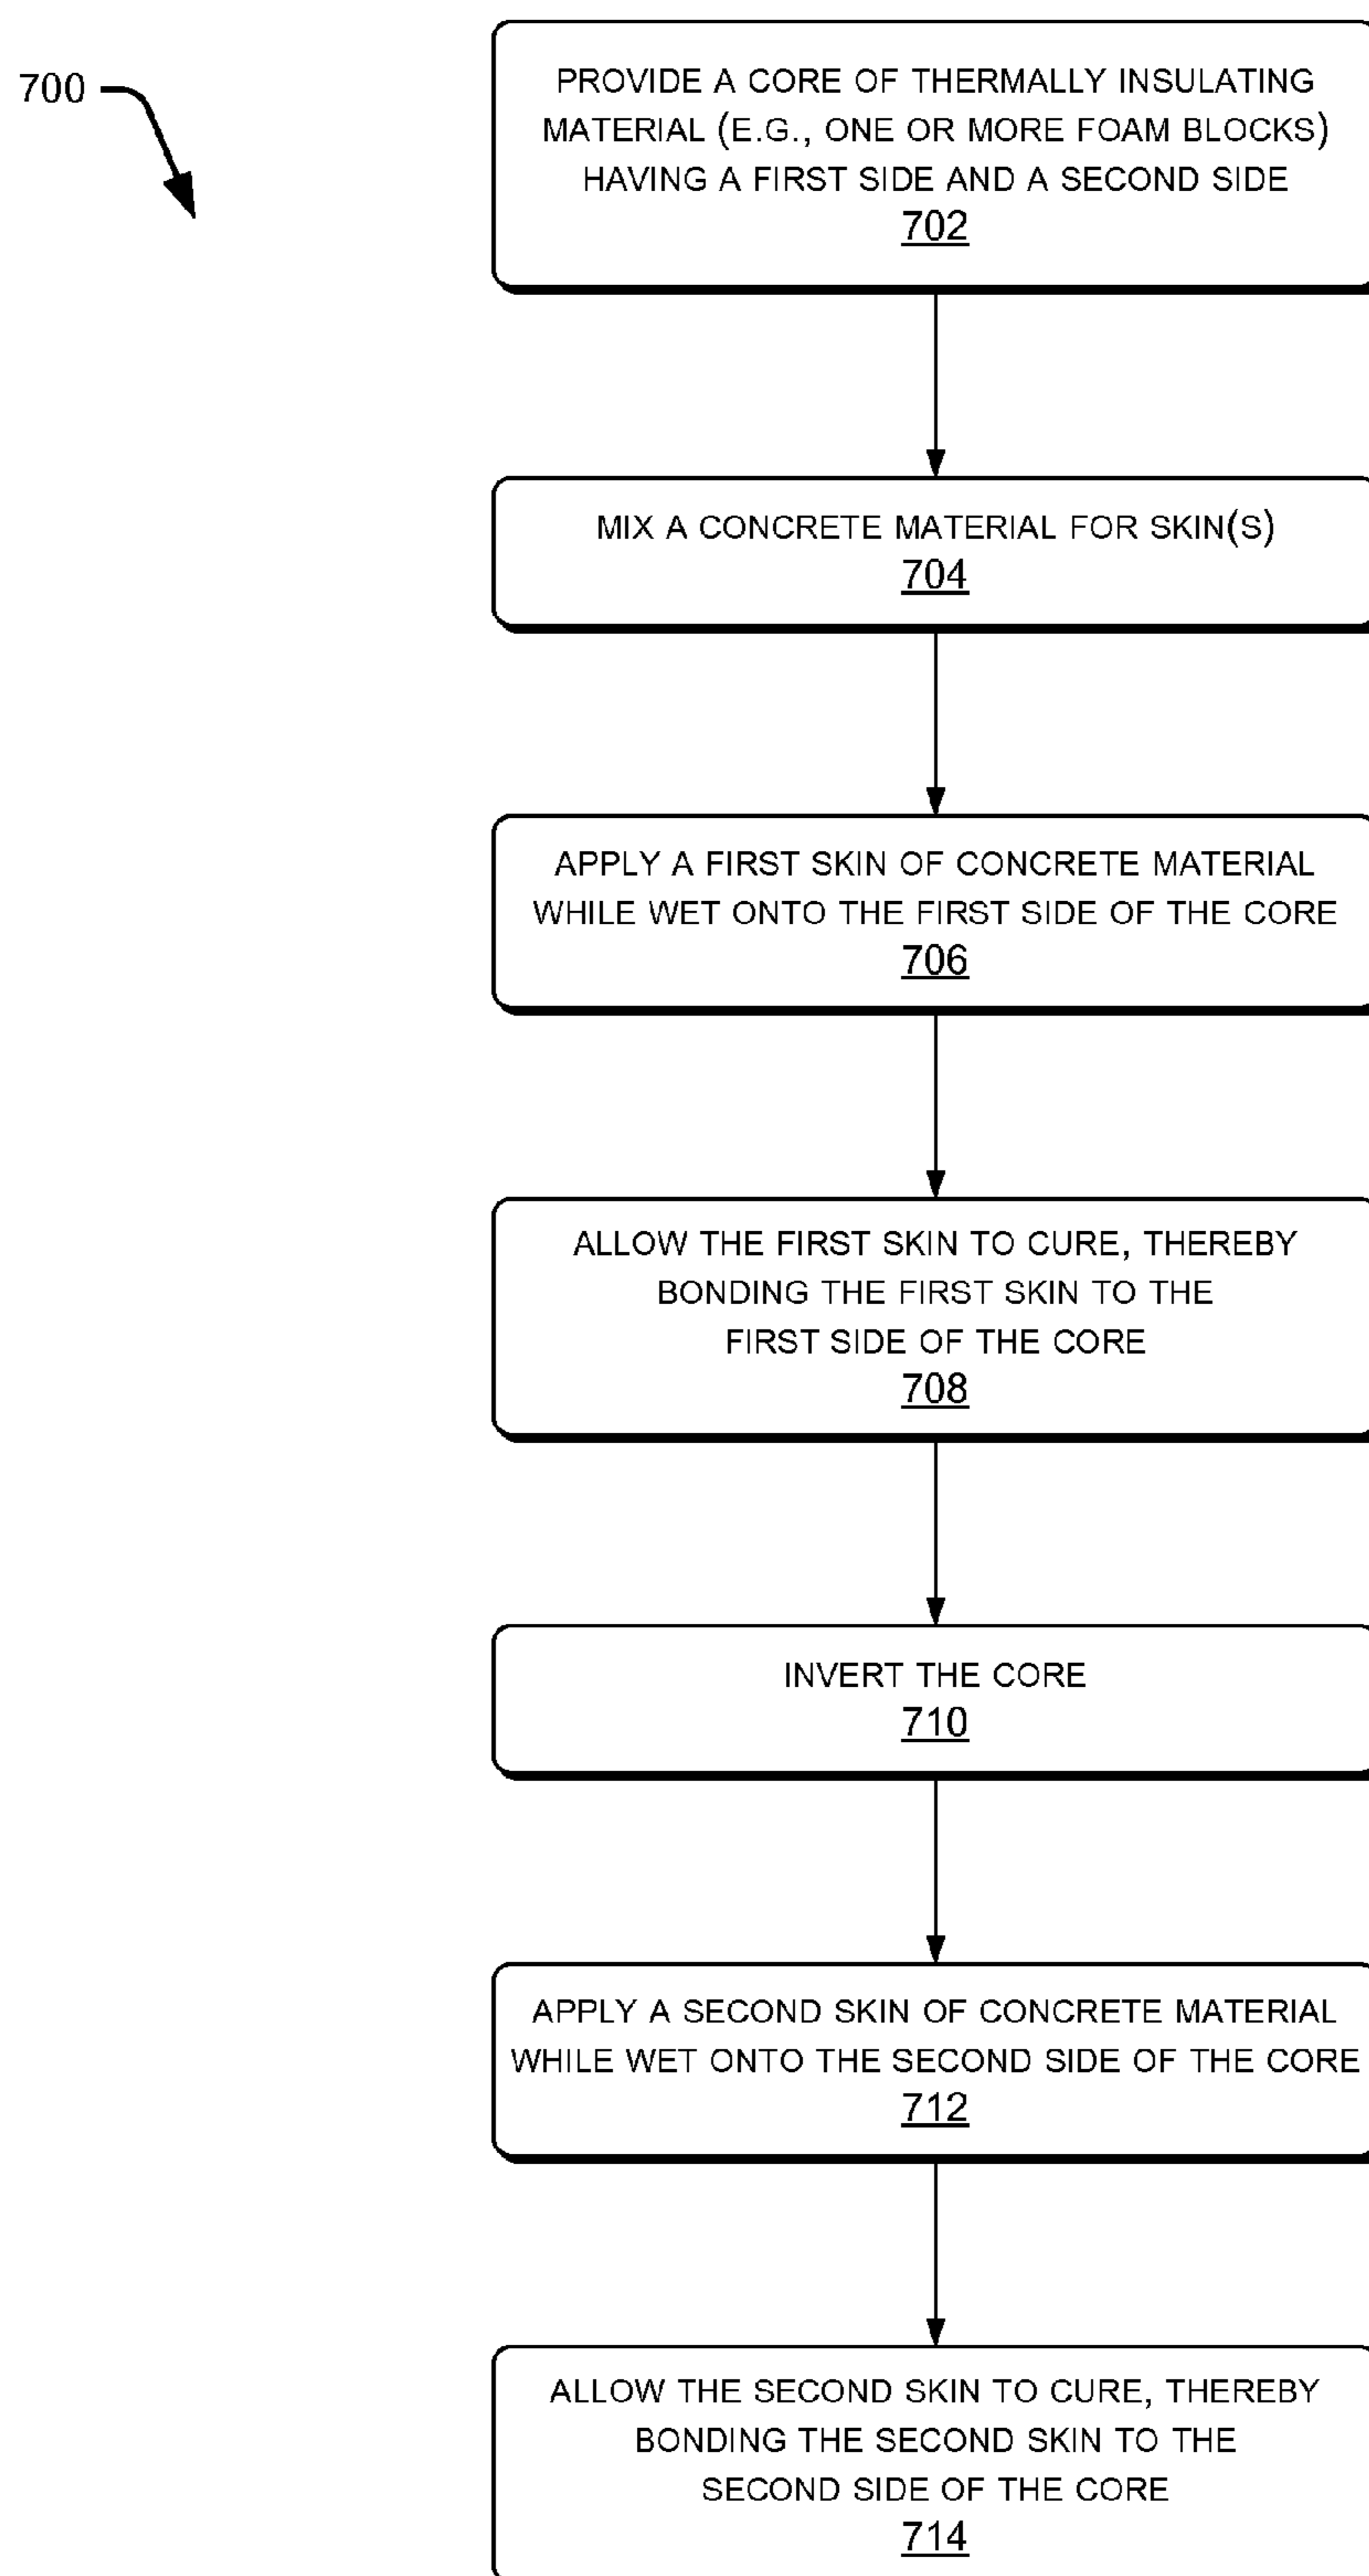 700
PROVIDE A CORE OF THERMALLY INSULATING
MATERIAL (E.G., ONE OR MORE FOAM BLOCKS)
HAVING A FIRST SIDE AND A SECOND SIDE
702
MIX A CONCRETE MATERIAL FOR SKIN(S)
704
APPLY A FIRST SKIN OF CONCRETE MATERIAL
WHILE WET ONTO THE FIRST SIDE OF THE CORE
706
ALLOW THE FIRST SKIN TO CURE, THEREBY
BONDING THE FIRST SKIN TO THE
FIRST SIDE OF THE CORE
708
INVERT THE CORE
710
APPLY A SECOND SKIN OF CONCRETE MATERIAL
WHILE WET ONTO THE SECOND SIDE OF THE CORE
712
ALLOW THE SECOND SKIN TO CURE, THEREBY
BONDING THE SECOND SKIN TO THE
SECOND SIDE OF THE CORE
714